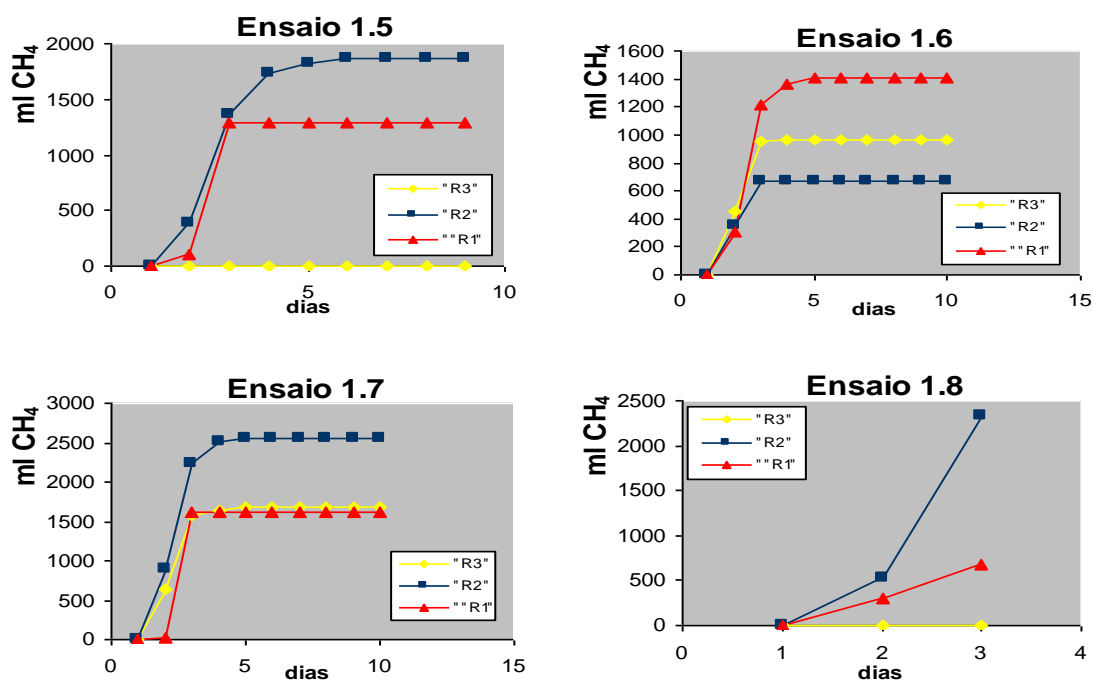 Ensaio 1.5
ml CH₄
2000
1500
1000
500
0
0
5
10
dias
"R3"
"R2"
""R1"
Ensaio 1.6
ml CH₄
1600
1400
1200
1000
800
600
400
200
0
0
5
10
15
dias
"R3"
"R2"
""R1"
Ensaio 1.7
ml CH₄
3000
2500
2000
1500
1000
500
0
0
5
10
15
dias
"R3"
"R2"
""R1"
Ensaio 1.8
ml CH₄
2500
2000
1500
1000
500
0
0
1
2
3
4
dias
"R3"
"R2"
""R1"